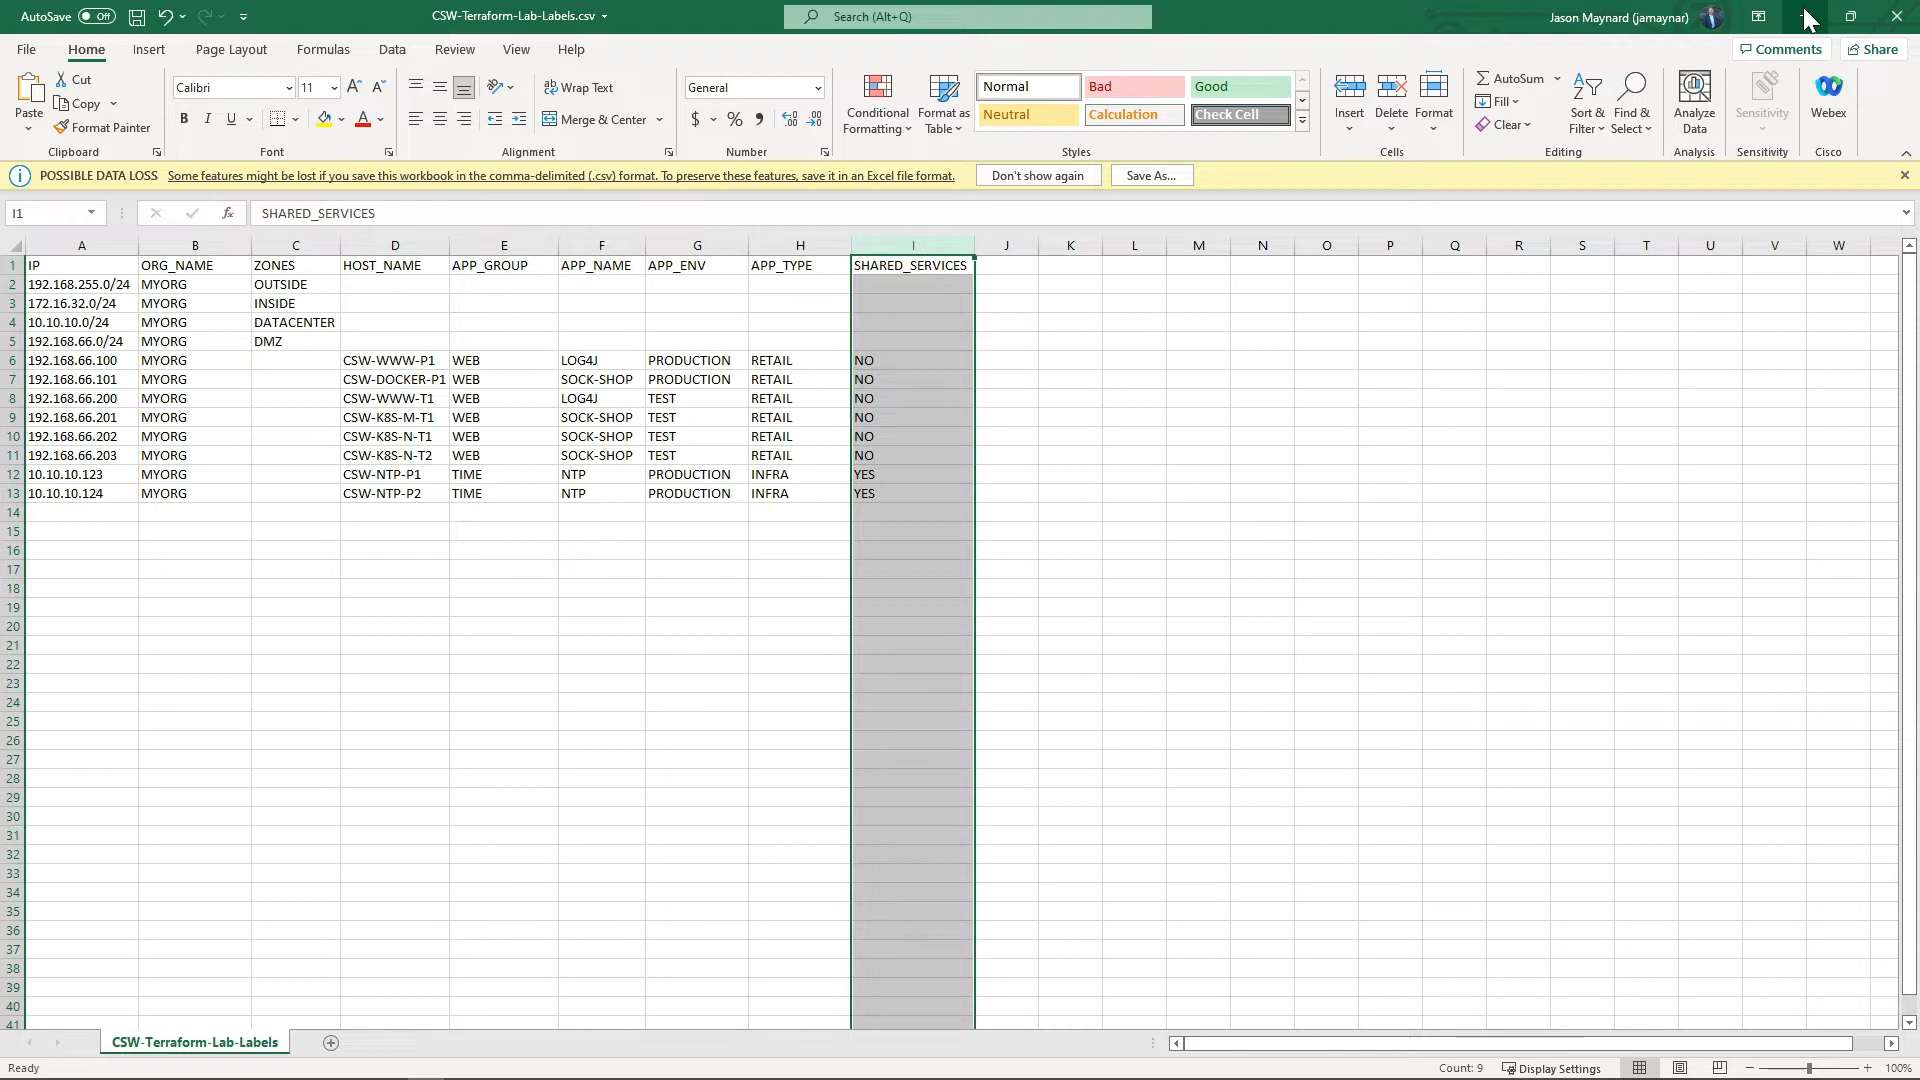 AutoSave Off CSW-Terraform-Lab-Labels.csv Search (Alt+Q) Jason Maynard (jamaynar)
File Home Insert Page Layout Formulas Data Review View Help Comments Share
Paste Cut Copy Format Painter
Calibri 11
B I U A
Wrap Text
Merge & Center
General
$ % 9
Conditional Formatting
Format as Table
Normal Bad Good
Neutral Calculation Check Cell
Insert Delete Format
AutoSum
Fill
Clear
Sort & Filter
Find & Select
Analyze Data
Sensitivity
Webex
Clipboard Font Alignment Number Styles Cells Editing Analysis Sensitivity Cisco
POSSIBLE DATA LOSS Some features might be lost if you save this workbook in the comma-delimited (.csv) format. To preserve these features, save it in an Excel file format. Don't show again Save As...
I1 fx SHARED_SERVICES
A B C D E F G H I J K L M N O P Q R S T U V W
1 IP ORG_NAME ZONES HOST_NAME APP_GROUP APP_NAME APP_ENV APP_TYPE SHARED_SERVICES
2 192.168.255.0/24 MYORG OUTSIDE
3 172.16.32.0/24 MYORG INSIDE
4 10.10.10.0/24 MYORG DATACENTER
5 192.168.66.0/24 MYORG DMZ
6 192.168.66.100 MYORG CSW-WWW-P1 WEB LOG4J PRODUCTION RETAIL NO
7 192.168.66.101 MYORG CSW-DOCKER-P1 WEB SOCK-SHOP PRODUCTION RETAIL NO
8 192.168.66.200 MYORG CSW-WWW-T1 WEB LOG4J TEST RETAIL NO
9 192.168.66.201 MYORG CSW-K8S-M-T1 WEB SOCK-SHOP TEST RETAIL NO
10 192.168.66.202 MYORG CSW-K8S-N-T1 WEB SOCK-SHOP TEST RETAIL NO
11 192.168.66.203 MYORG CSW-K8S-N-T2 WEB SOCK-SHOP TEST RETAIL NO
12 10.10.10.123 MYORG CSW-NTP-P1 TIME NTP PRODUCTION INFRA YES
13 10.10.10.124 MYORG CSW-NTP-P2 TIME NTP PRODUCTION INFRA YES
14
15
16
17
18
19
20
21
22
23
24
25
26
27
28
29
30
31
32
33
34
35
36
37
38
39
40
41
CSW-Terraform-Lab-Labels
Ready Count: 9 Display Settings 100%